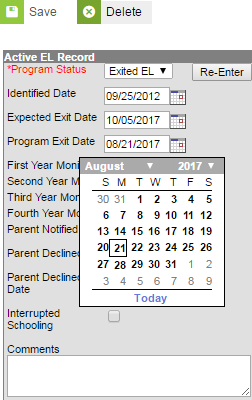 Save Delete
Active EL Record
*Program Status Exited EL Re-Enter
Identified Date 09/25/2012
Expected Exit Date 10/05/2017
Program Exit Date 08/21/2017
First Year Moni
August 2017
Second Year M
S M T W T F S
Third Year Mon
30 31 1 2 3 4 5
Fourth Year Mo
6 7 8 9 10 11 12
Parent Notified
13 14 15 16 17 18 19
Parent Declined
20 21 22 23 24 25 26
Parent Declined
27 28 29 30 31 1 2
Date
3 4 5 6 7 8 9
Today
Interrupted
Schooling
Comments